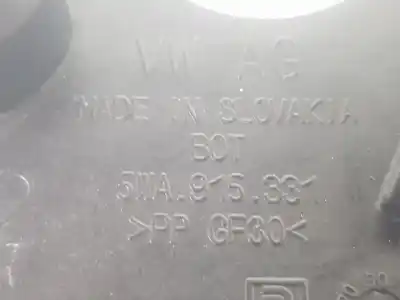 VW AG
MADE IN SLOVAKIA
BOT
5WA.915.331
>PP GF30<